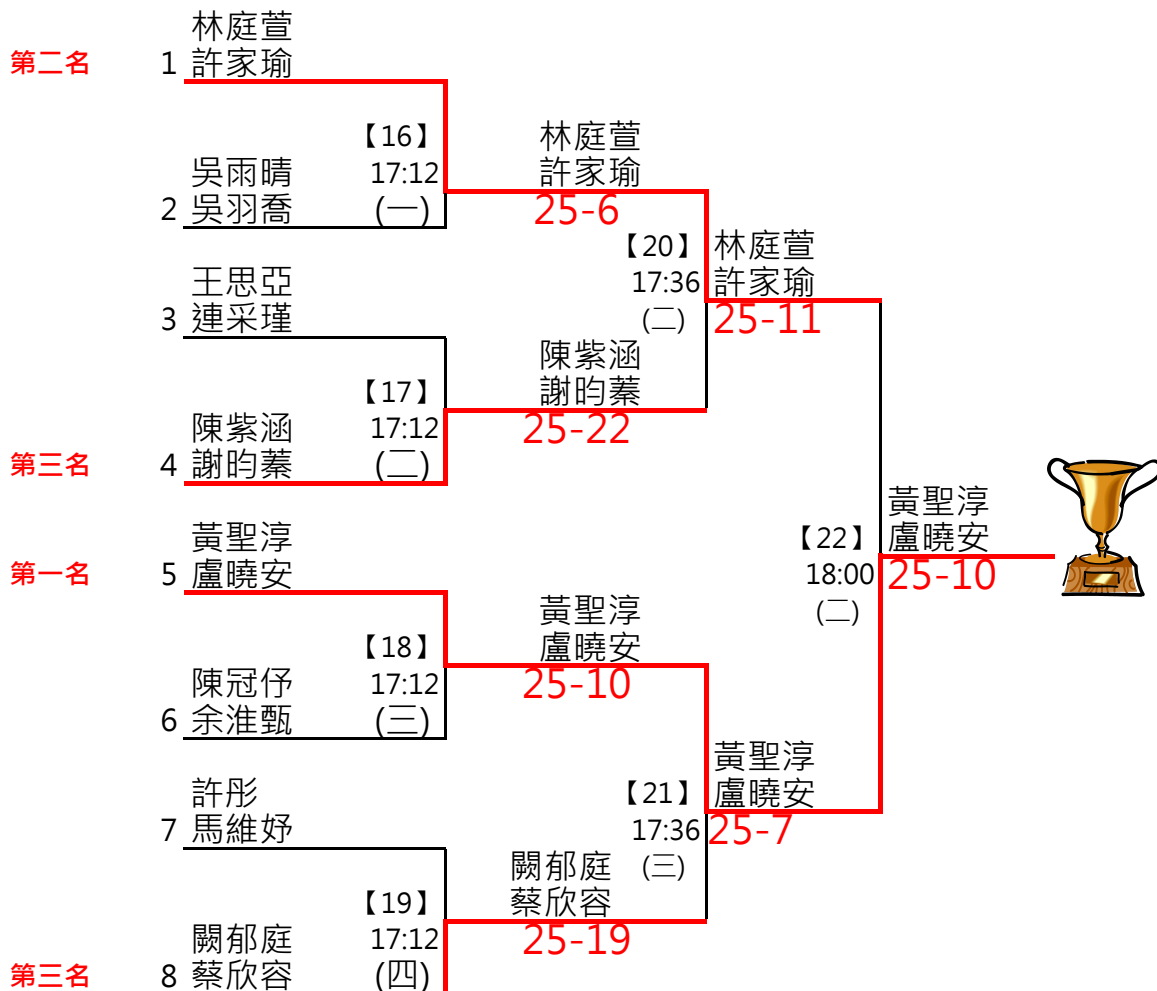 林庭萱
第二名 1 許家瑜
【16】 林庭萱
吳雨晴 17:12 許家瑜
2 吳羽喬 (一) 25-6
【20】 林庭萱
王思亞 17:36 許家瑜
3 連采瑾 (二) 25-11
陳紫涵
【17】 謝昀蓁
陳紫涵 17:12 25-22
第三名 4 謝昀蓁 (二)
黃聖淳
黃聖淳 【22】 盧曉安
第一名 5 盧曉安 18:00 25-10
黃聖淳 (二)
【18】 盧曉安
陳冠伃 17:12 25-10
6 余淮甄 (三)
黃聖淳
許彤 【21】 盧曉安
7 馬維妤 17:36 25-7
闕郁庭 (三)
【19】 蔡欣容
闕郁庭 17:12 25-19
第三名 8 蔡欣容 (四)